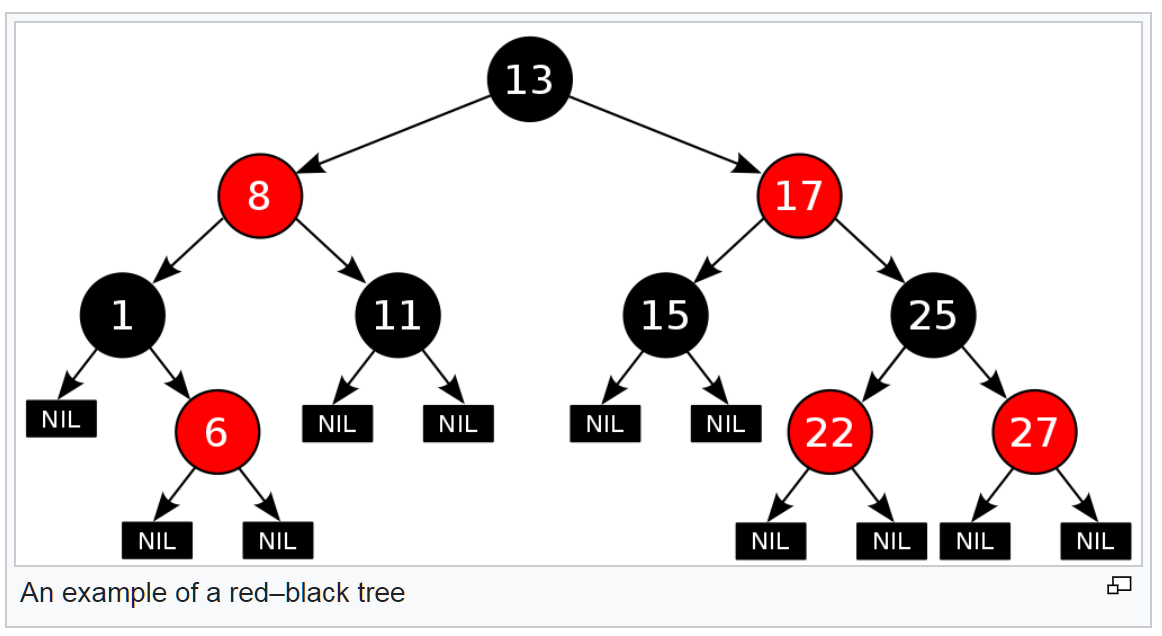 13
8 17
1 11 15 25
NIL 6 NIL NIL NIL NIL 22 27
NIL NIL NIL NIL NIL NIL
An example of a red–black tree